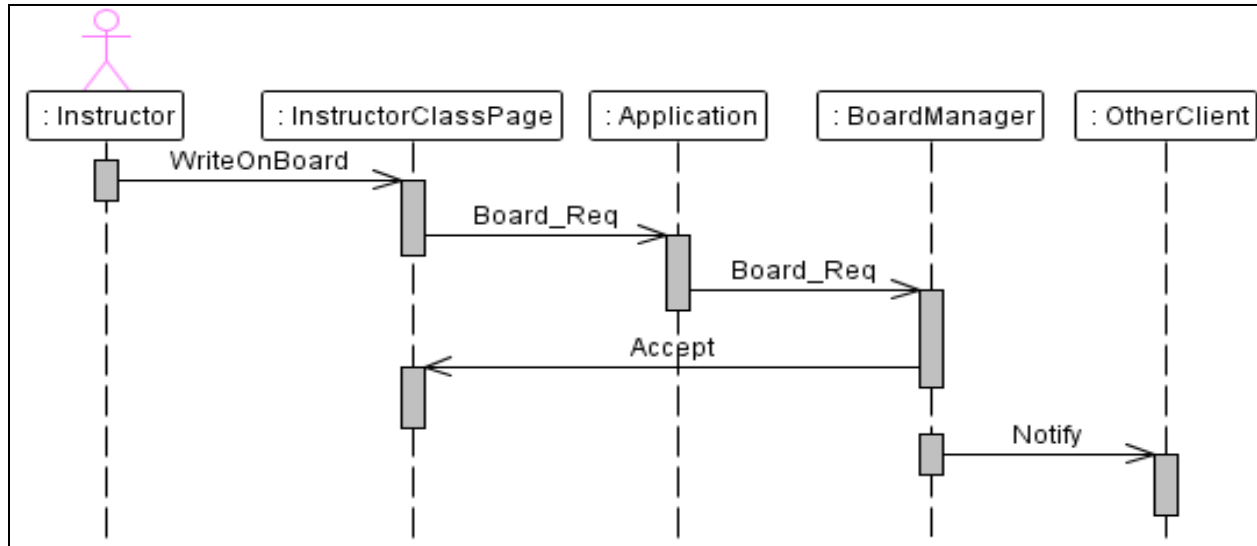 : Instructor
: InstructorClassPage
: Application
: BoardManager
: OtherClient
WriteOnBoard
Board_Req
Board_Req
Accept
Notify